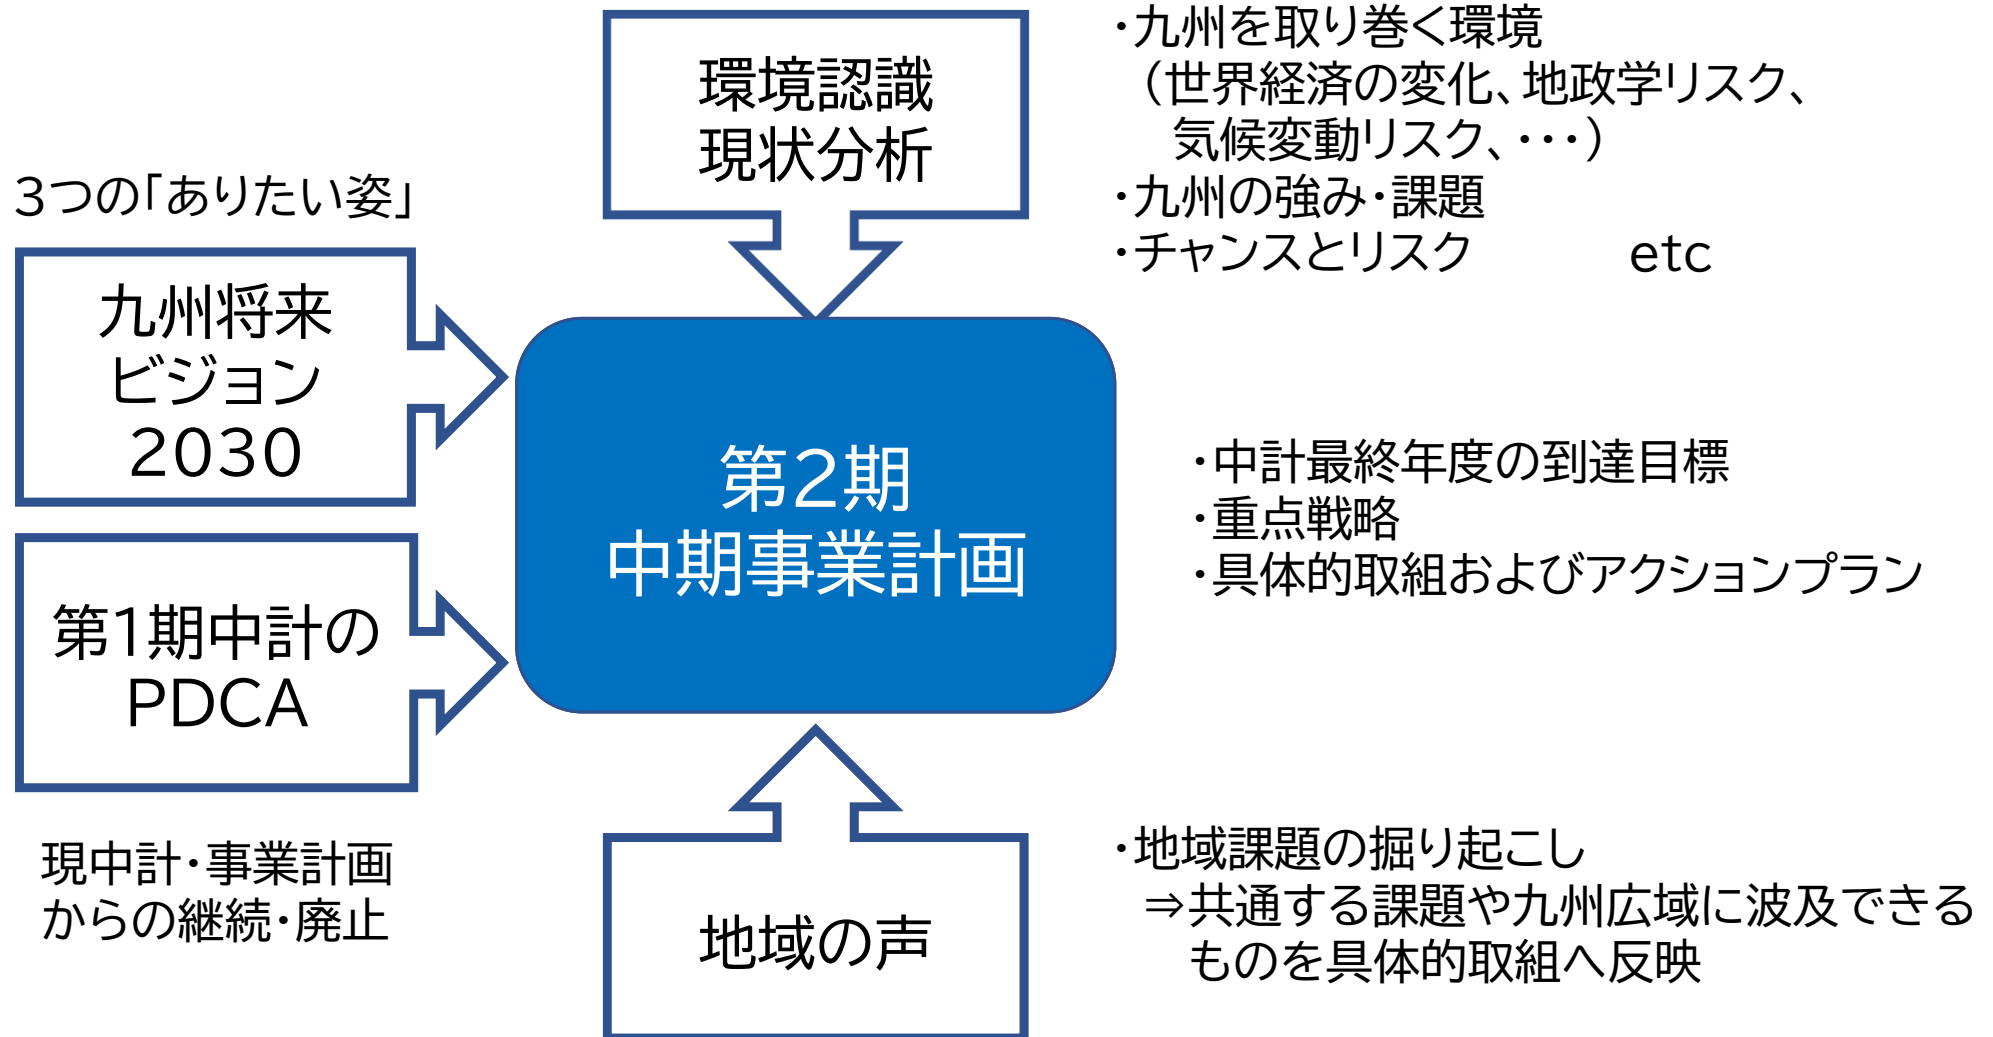 環境認識
現状分析
・九州を取り巻く環境
（世界経済の変化、地政学リスク、
気候変動リスク、・・・）
・九州の強み・課題
・チャンスとリスク　　　etc
３つの「ありたい姿」
九州将来
ビジョン
2030
第2期
中期事業計画
・中計最終年度の到達目標
・重点戦略
・具体的取組およびアクションプラン
第1期中計の
PDCA
現中計・事業計画
からの継続・廃止
地域の声
・地域課題の掘り起こし
⇒共通する課題や九州広域に波及できる
ものを具体的取組へ反映